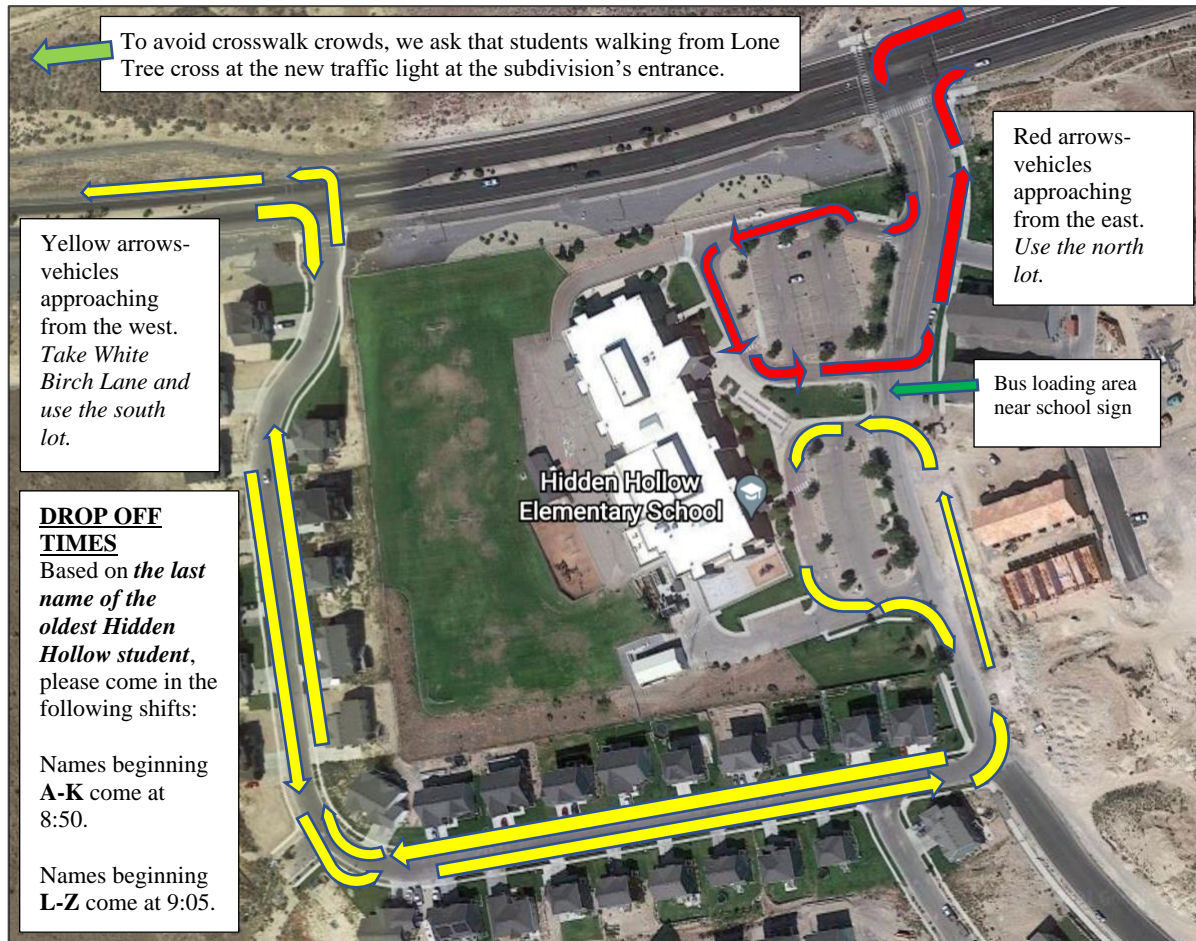 To avoid crosswalk crowds, we ask that students walking from Lone
Tree cross at the new traffic light at the subdivision’s entrance.
Red arrows-
vehicles
approaching
from the east.
Use the north
lot.
Yellow arrows-
vehicles
approaching
from the west.
Take White
Birch Lane and
use the south
lot.
Bus loading area
near school sign
Hidden Hollow
Elementary School
DROP OFF
TIMES
Based on the last
name of the
oldest Hidden
Hollow student,
please come in the
following shifts:
Names beginning
A-K come at
8:50.
Names beginning
L-Z come at 9:05.